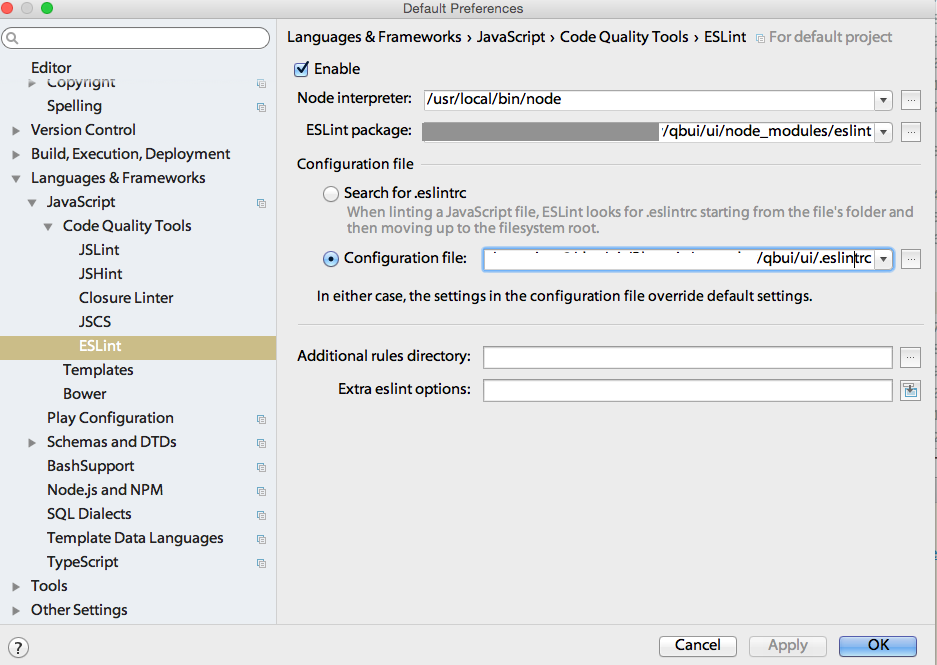 Default Preferences
Editor
Copyright
Spelling
Version Control
Build, Execution, Deployment
Languages & Frameworks
JavaScript
Code Quality Tools
JSLint
JSHint
Closure Linter
JSCS
ESLint
Templates
Bower
Play Configuration
Schemas and DTDs
BashSupport
Node.js and NPM
SQL Dialects
Template Data Languages
TypeScript
Tools
Other Settings
Languages & Frameworks › JavaScript › Code Quality Tools › ESLint For default project
Enable
Node interpreter: /usr/local/bin/node
ESLint package: /qbui/ui/node_modules/eslint
Configuration file
Search for .eslintrc
When linting a JavaScript file, ESLint looks for .eslintrc starting from the file's folder and
then moving up to the filesystem root.
Configuration file: /qbui/ui/.eslintrc
In either case, the settings in the configuration file override default settings.
Additional rules directory:
Extra eslint options:
?
Cancel
Apply
OK